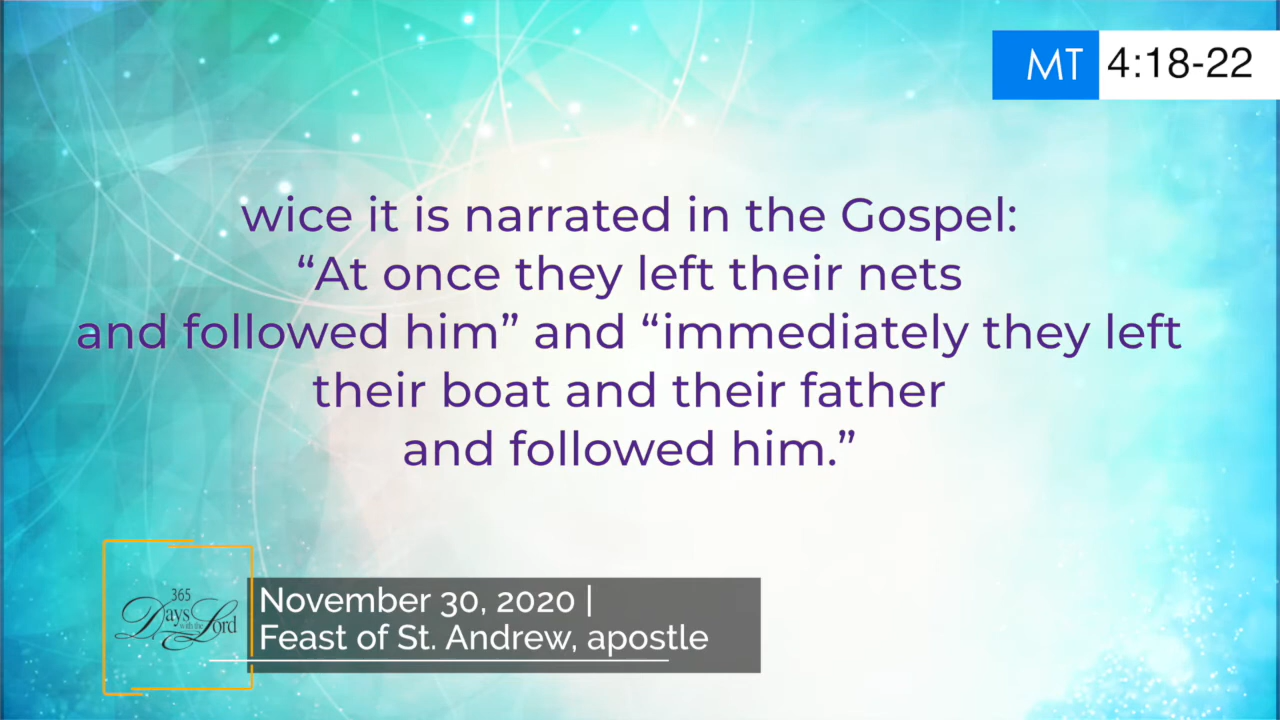 MT 4:18-22
wice it is narrated in the Gospel:
“At once they left their nets
and followed him” and “immediately they left
their boat and their father
and followed him.”
365
Days with the Lord
November 30, 2020 |
Feast of St. Andrew, apostle